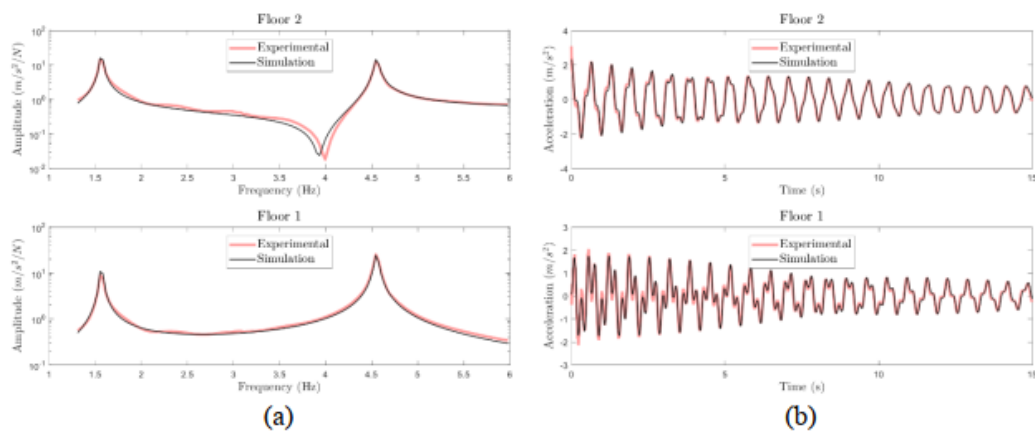 Floor 2
Amplitude (m/s²/N)
10²
10¹
10⁰
10⁻¹
10⁻²
Experimental
Simulation
1 1.5 2 2.5 3 3.5 4 4.5 5 5.5 6
Frequency (Hz)
Floor 2
Acceleration (m/s²)
4
2
0
-2
-4
Experimental
Simulation
0 5 10 15
Time (s)
Floor 1
Amplitude (m/s²/N)
10²
10¹
10⁰
10⁻¹
Experimental
Simulation
1 1.5 2 2.5 3 3.5 4 4.5 5 5.5 6
Frequency (Hz)
Floor 1
Acceleration (m/s²)
3
2
1
0
-1
-2
-3
Experimental
Simulation
0 5 10 15
Time (s)
(a)
(b)